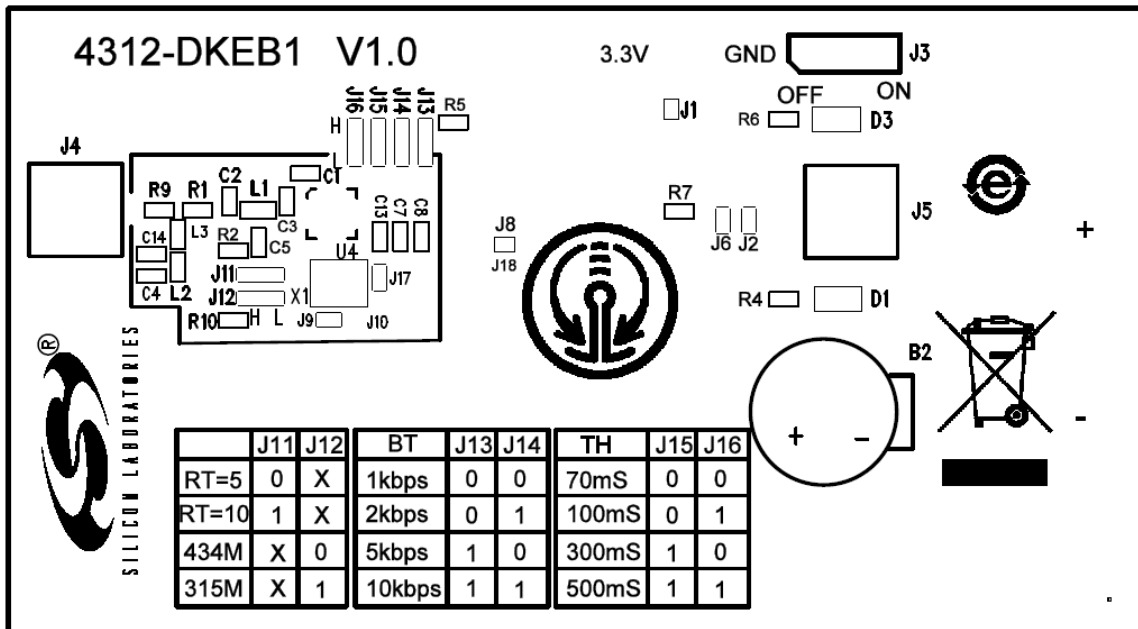 4312-DKEB1 V1.0
3.3V
GND
J3
OFF
ON
J16
J15
J14
J13
H
L
R5
J1
R6
D3
J4
R9
R1
C2
L1
C3
C1
C13
C7
C8
C14
L3
R2
C5
U4
C4
L2
J11
J12
X1
J17
R10
H L
J9
J10
J8
J18
R7
J6
J2
J5
e
+
R4
D1
B2
+ -
-
®
SILICON LABORATORIES
J11 J12 BT J13 J14 TH J15 J16
RT=5 0 X 1kbps 0 0 70mS 0 0
RT=10 1 X 2kbps 0 1 100mS 0 1
434M X 0 5kbps 1 0 300mS 1 0
315M X 1 10kbps 1 1 500mS 1 1